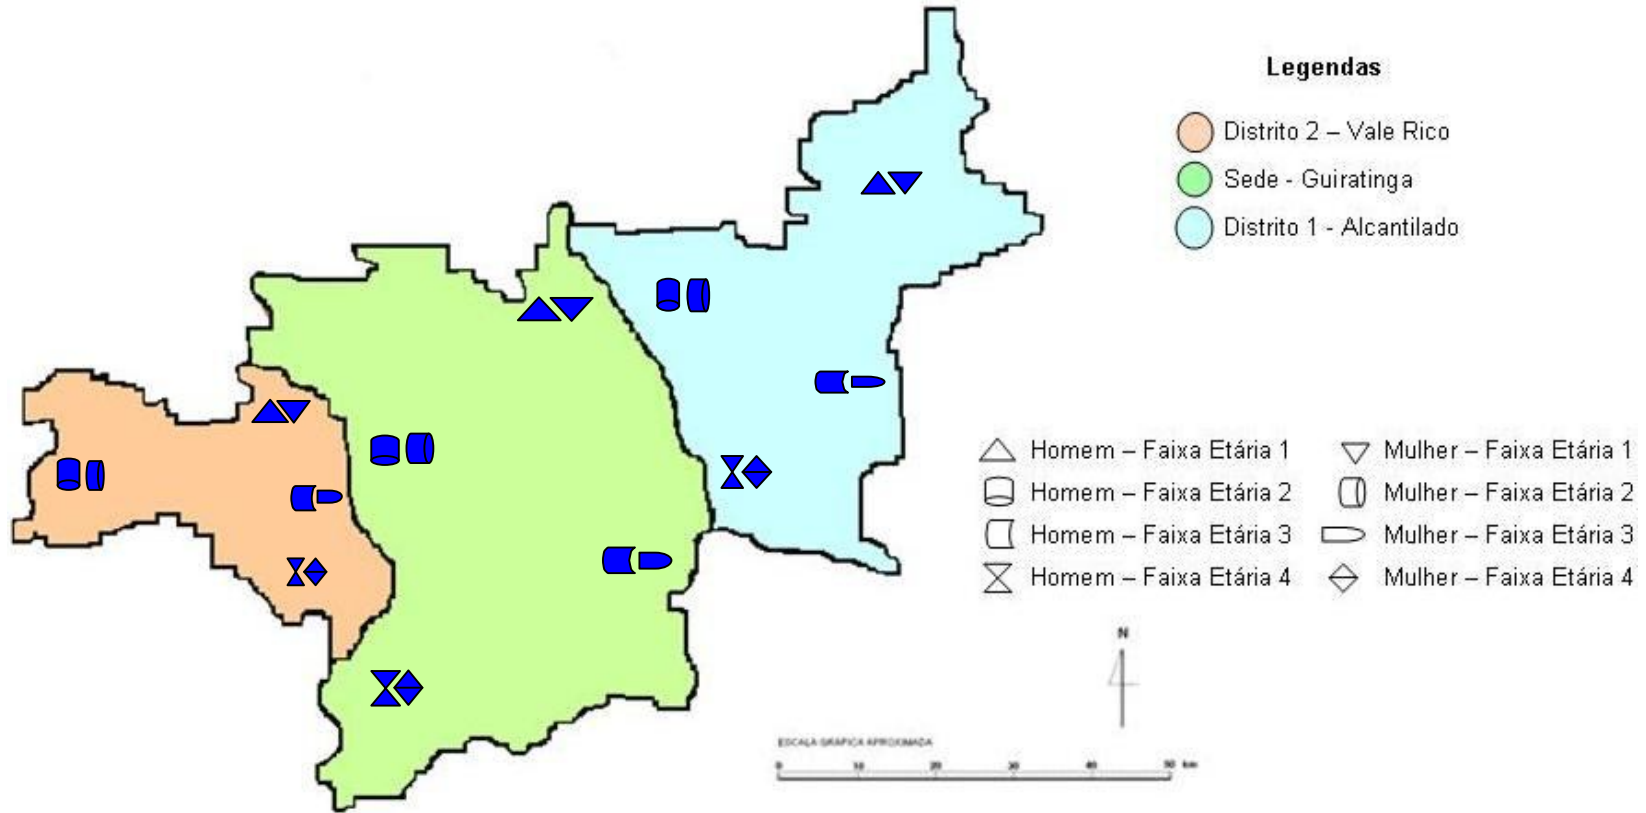 Legendas
Distrito 2 – Vale Rico
Sede - Guiratinga
Distrito 1 - Alcantilado
Homem – Faixa Etária 1
Mulher – Faixa Etária 1
Homem – Faixa Etária 2
Mulher – Faixa Etária 2
Homem – Faixa Etária 3
Mulher – Faixa Etária 3
Homem – Faixa Etária 4
Mulher – Faixa Etária 4
N
ESCALA GRÁFICA APROXIMADA
0 10 20 30 40 50 km